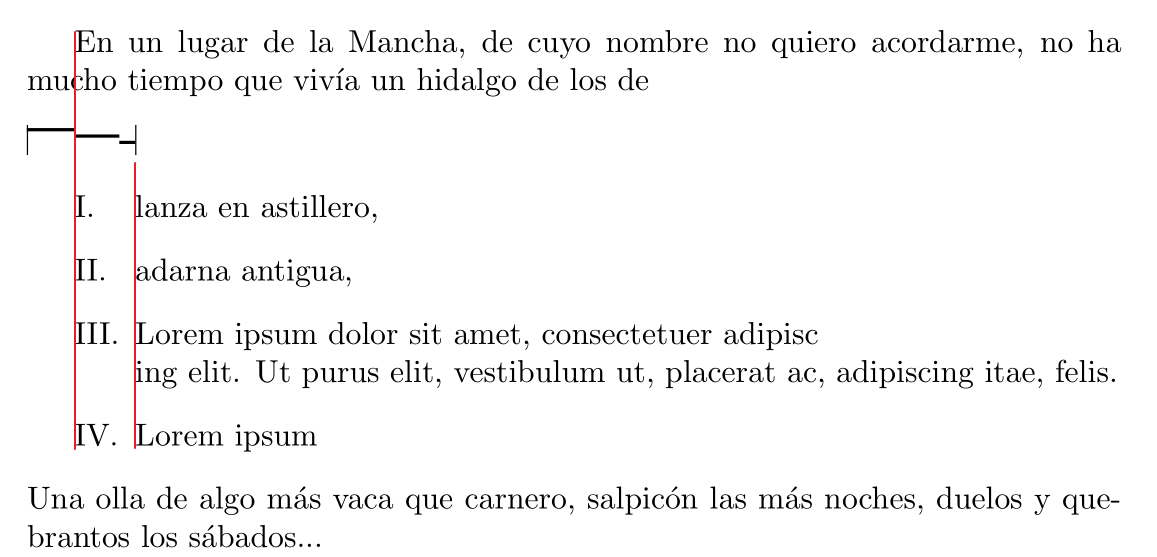 En un lugar de la Mancha, de cuyo nombre no quiero acordarme, no ha
mucho tiempo que vivía un hidalgo de los de
I. lanza en astillero,
II. adarna antigua,
III. Lorem ipsum dolor sit amet, consectetuer adipisc
ing elit. Ut purus elit, vestibulum ut, placerat ac, adipiscing itae, felis.
IV. Lorem ipsum
Una olla de algo más vaca que carnero, salpicón las más noches, duelos y que-
brantos los sábados...